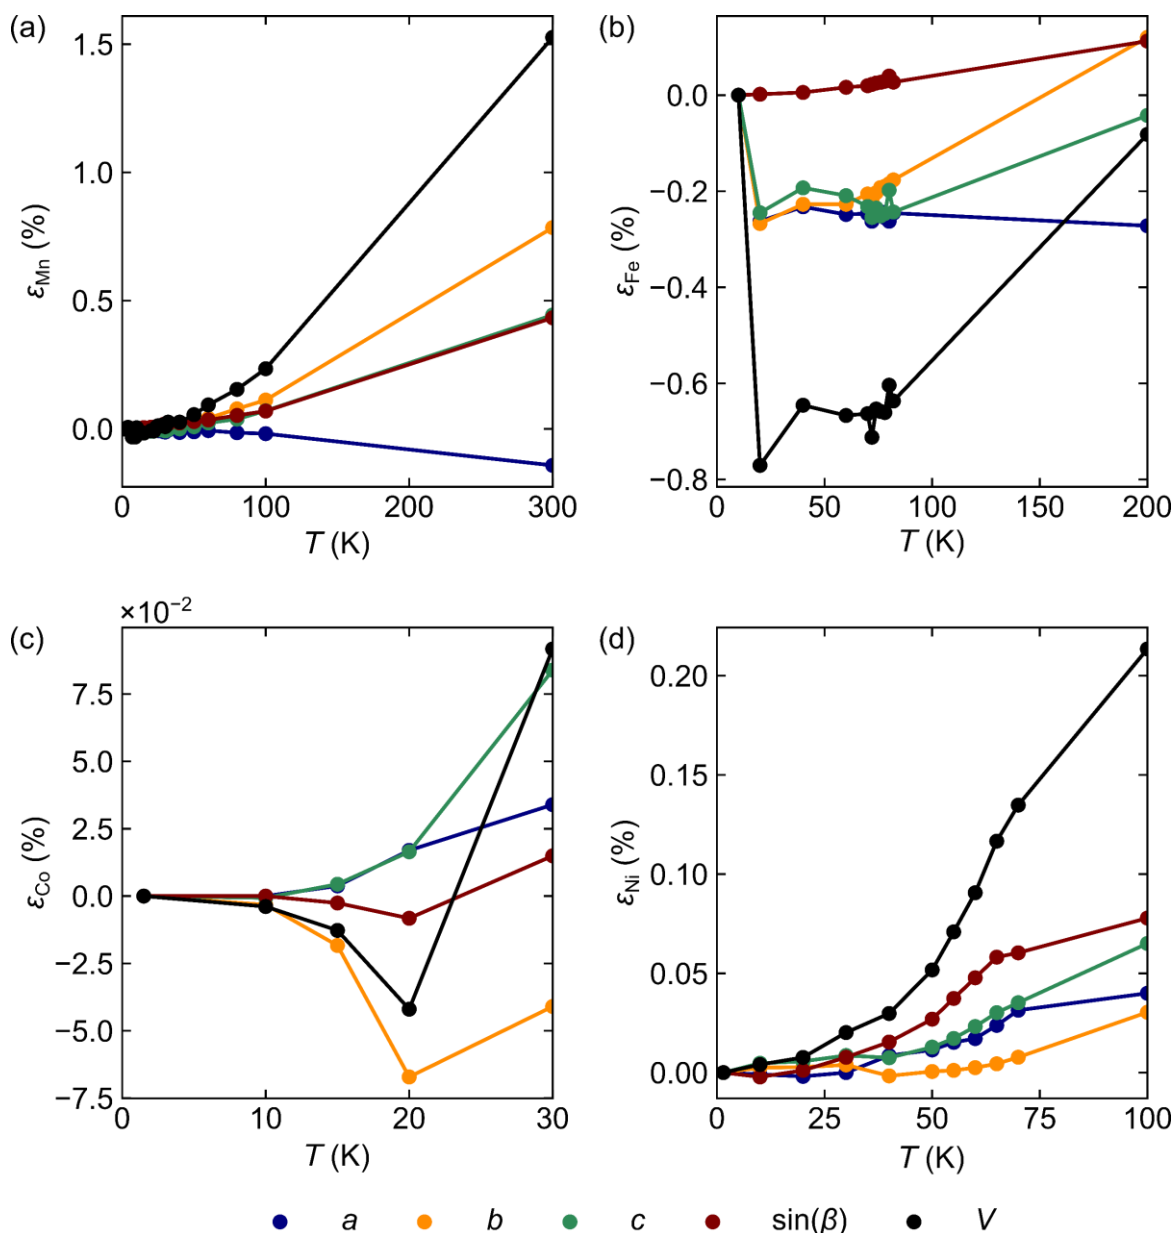 (a)
1.5
1.0
0.5
0.0
ε_Mn (%)
0 100 200 300
T (K)
(b)
0.0
−0.2
−0.4
−0.6
−0.8
ε_Fe (%)
0 50 100 150 200
T (K)
(c)
×10⁻²
7.5
5.0
2.5
0.0
−2.5
−5.0
−7.5
ε_Co (%)
0 10 20 30
T (K)
(d)
0.20
0.15
0.10
0.05
0.00
ε_Ni (%)
0 25 50 75 100
T (K)
a b c sin(β) V